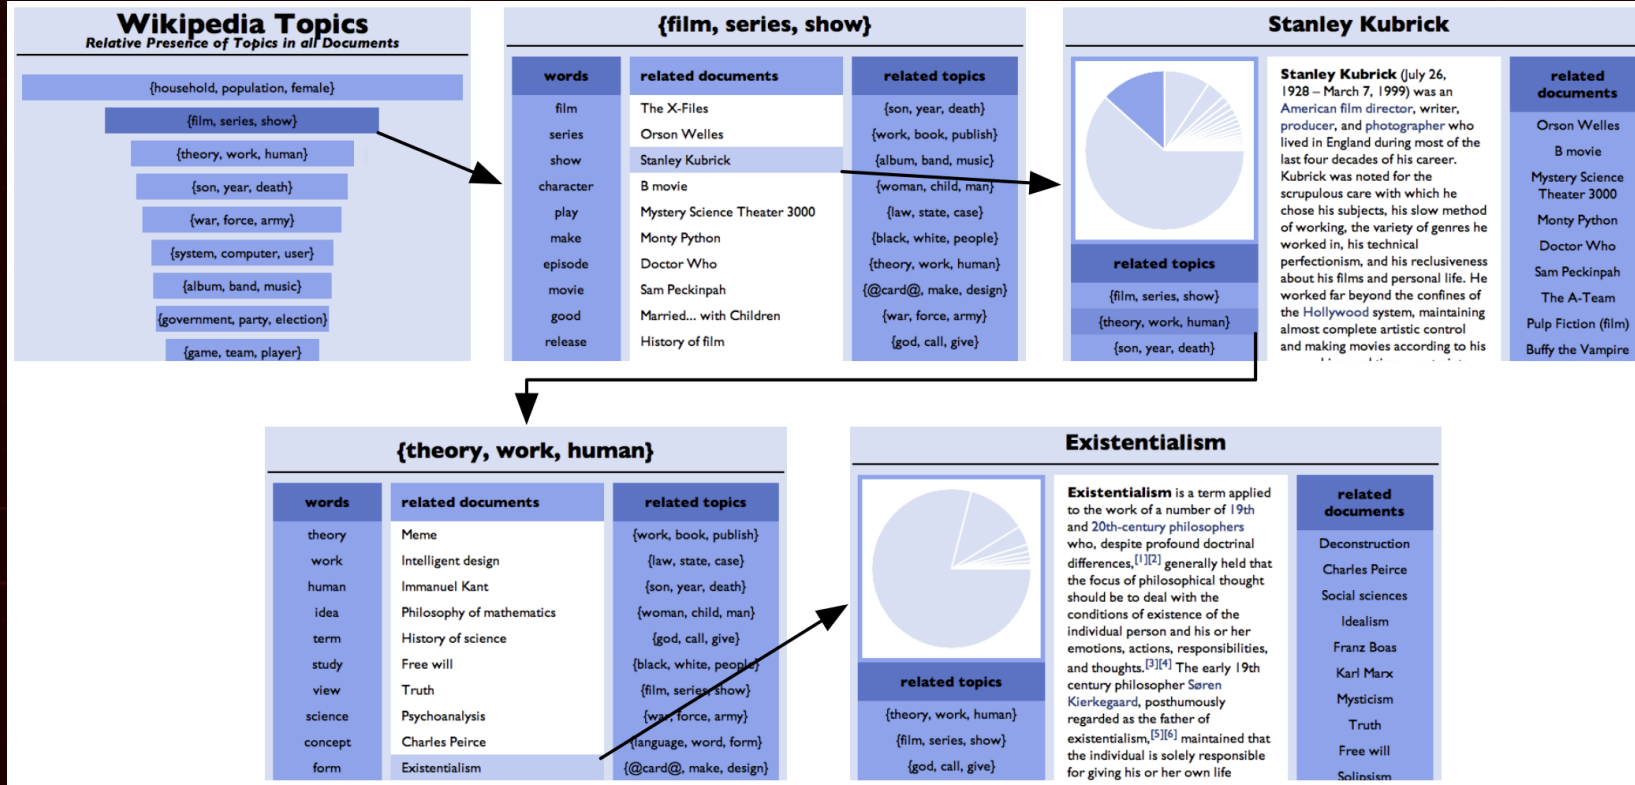 Wikipedia Topics
Relative Presence of Topics in all Documents
{household, population, female}
{film, series, show}
{theory, work, human}
{son, year, death}
{war, force, army}
{system, computer, user}
{album, band, music}
{government, party, election}
{game, team, player}
{film, series, show}
words
film
series
show
character
play
make
episode
movie
good
release
related documents
The X-Files
Orson Welles
Stanley Kubrick
B movie
Mystery Science Theater 3000
Monty Python
Doctor Who
Sam Peckinpah
Married... with Children
History of film
related topics
{son, year, death}
{work, book, publish}
{album, band, music}
{woman, child, man}
{law, state, case}
{black, white, people}
{theory, work, human}
{@card@, make, design}
{war, force, army}
{god, call, give}
Stanley Kubrick
related topics
{film, series, show}
{theory, work, human}
{son, year, death}
Stanley Kubrick (July 26,
1928 – March 7, 1999) was an
American film director, writer,
producer, and photographer who
lived in England during most of the
last four decades of his career.
Kubrick was noted for the
scrupulous care with which he
chose his subjects, his slow method
of working, the variety of genres he
worked in, his technical
perfectionism, and his reclusiveness
about his films and personal life. He
worked far beyond the confines of
the Hollywood system, maintaining
almost complete artistic control
and making movies according to his
related
documents
Orson Welles
B movie
Mystery Science
Theater 3000
Monty Python
Doctor Who
Sam Peckinpah
The A-Team
Pulp Fiction (film)
Buffy the Vampire
{theory, work, human}
words
theory
work
human
idea
term
study
view
science
concept
form
related documents
Meme
Intelligent design
Immanuel Kant
Philosophy of mathematics
History of science
Free will
Truth
Psychoanalysis
Charles Peirce
Existentialism
related topics
{work, book, publish}
{law, state, case}
{son, year, death}
{woman, child, man}
{god, call, give}
{black, white, people}
{film, series, show}
{war, force, army}
{language, word, form}
{@card@, make, design}
Existentialism
related topics
{theory, work, human}
{film, series, show}
{god, call, give}
Existentialism is a term applied
to the work of a number of 19th
and 20th-century philosophers
who, despite profound doctrinal
differences,[1][2] generally held that
the focus of philosophical thought
should be to deal with the
conditions of existence of the
individual person and his or her
emotions, actions, responsibilities,
and thoughts.[3][4] The early 19th
century philosopher Søren
Kierkegaard, posthumously
regarded as the father of
existentialism,[5][6] maintained that
the individual is solely responsible
for giving his or her own life
related
documents
Deconstruction
Charles Peirce
Social sciences
Idealism
Franz Boas
Karl Marx
Mysticism
Truth
Free will
Solipsism